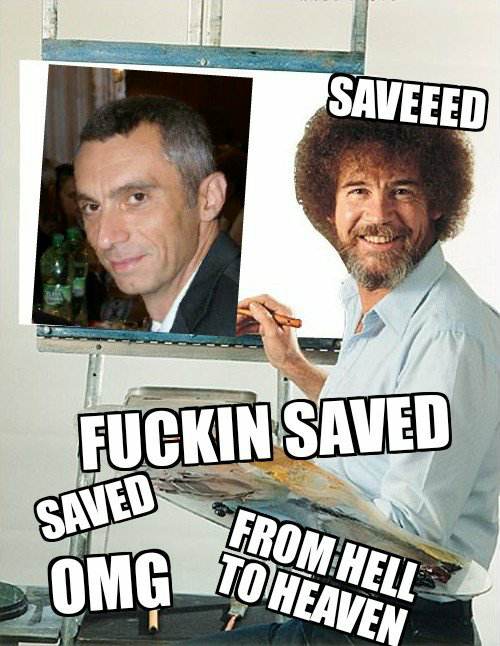 SAVEEED
FUCKIN SAVED
SAVED
OMG
FROM HELL
TO HEAVEN